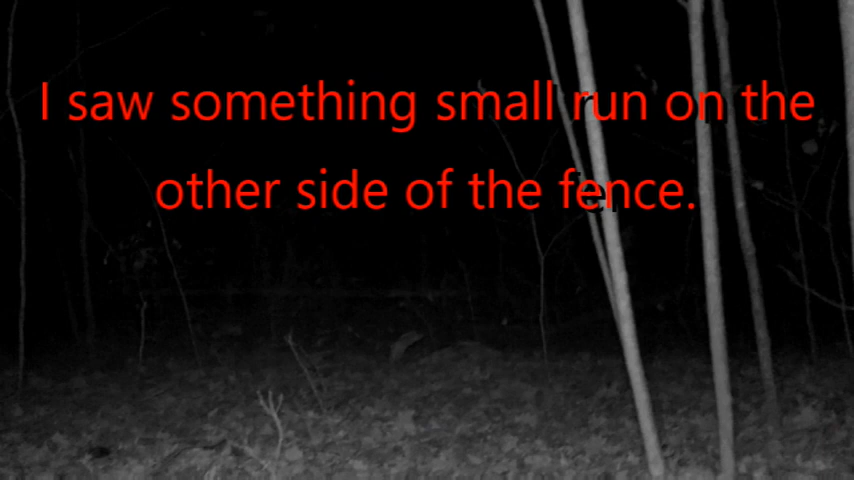 I saw something small run on the
other side of the fence.